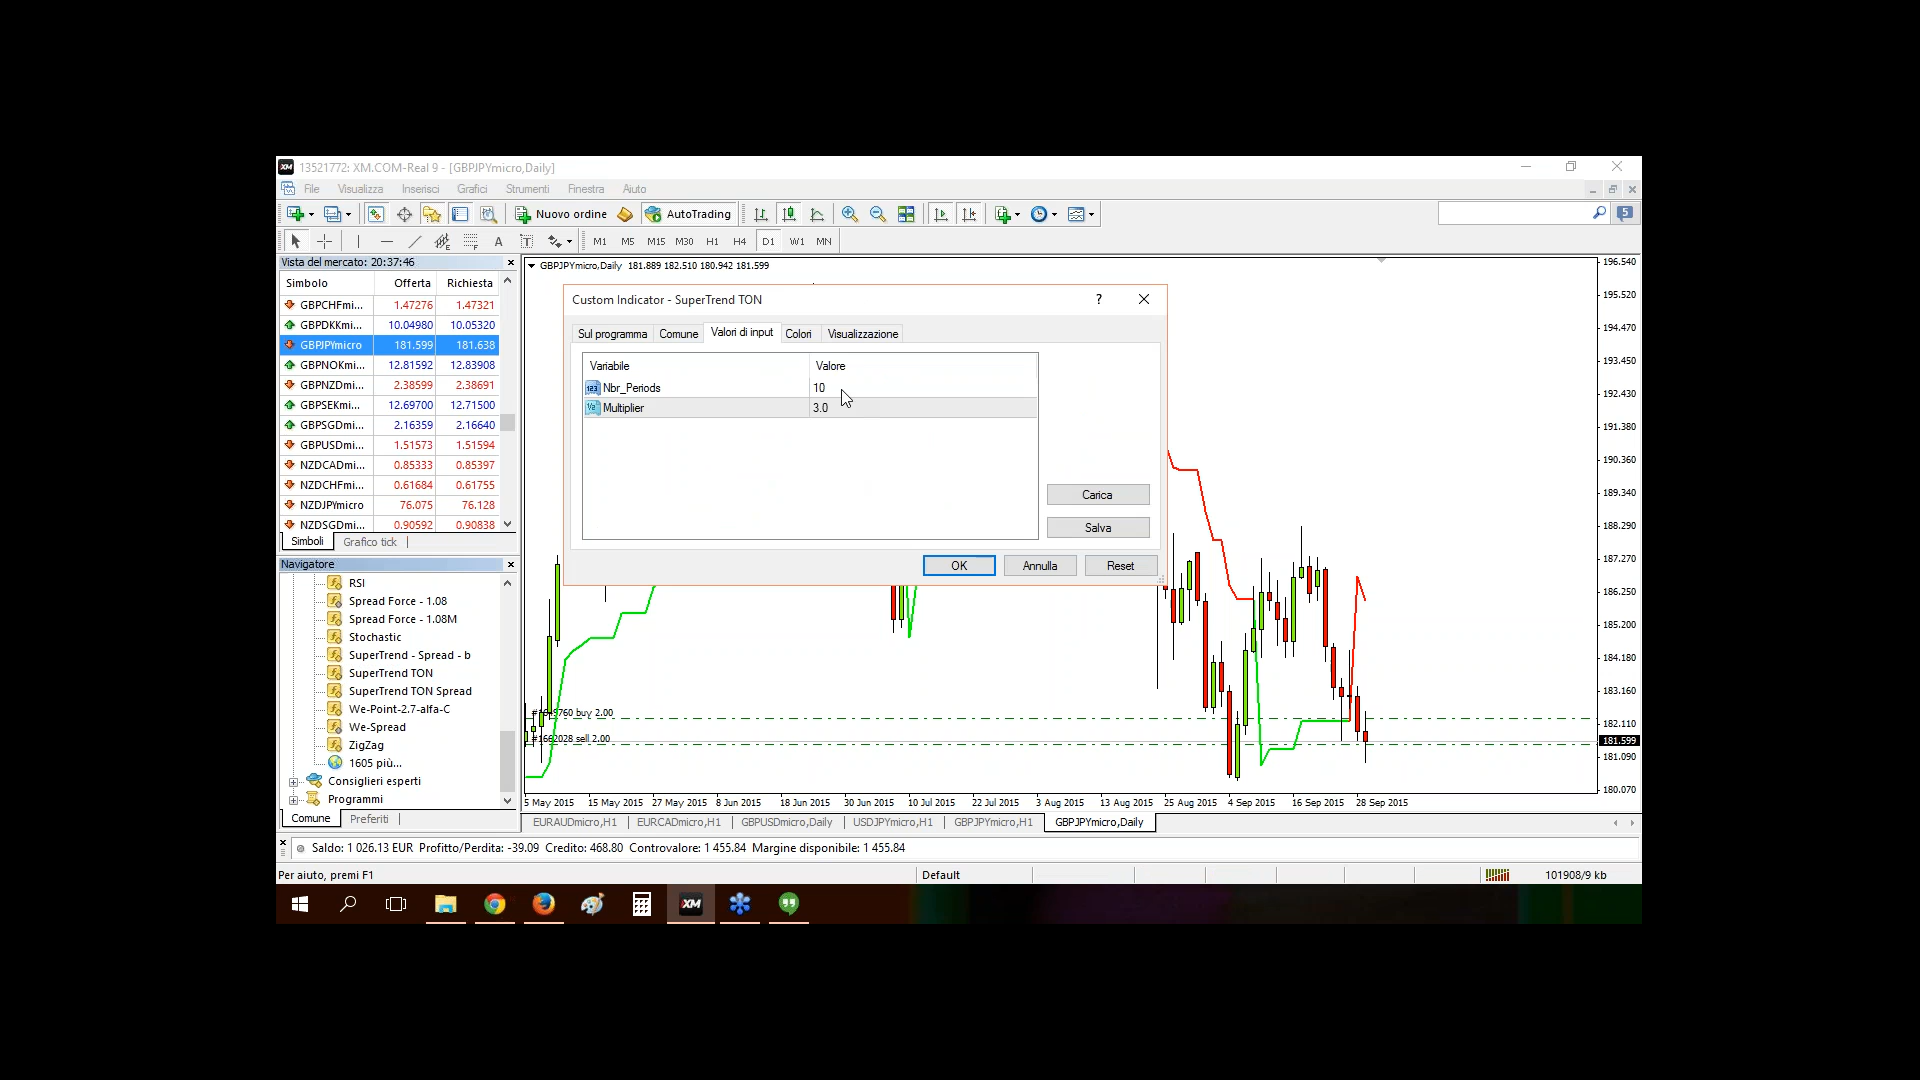 13521772: XM.COM-Real 9 - [GBPJPYmicro,Daily]
File Visualizza Inserisci Grafici Strumenti Finestra Aiuto
Nuovo ordine AutoTrading
5
A T M1 M5 M15 M30 H1 H4 D1 W1 MN
Vista del mercato: 20:37:46
Simbolo Offerta Richiesta
GBPCHFmi... 1.47276 1.47321
GBPDKKmi... 10.04980 10.05320
GBPJPYmicro 181.599 181.638
GBPNOKmi... 12.81592 12.83908
GBPNZDmi... 2.38599 2.38691
GBPSEKmi... 12.69700 12.71500
GBPSGDmi... 2.16359 2.16640
GBPUSDmi... 1.51573 1.51594
NZDCADmi... 0.85333 0.85397
NZDCHFmi... 0.61684 0.61755
NZDJPYmicro 76.075 76.128
NZDSGDmi... 0.90592 0.90838
Simboli Grafico tick
Navigatore
RSI
Spread Force - 1.08
Spread Force - 1.08M
Stochastic
SuperTrend - Spread - b
SuperTrend TON
SuperTrend TON Spread
We-Point-2.7-alfa-C
We-Spread
ZigZag
1605 più...
Consiglieri esperti
Programmi
Comune Preferiti
GBPJPYmicro,Daily 181.889 182.510 180.942 181.599
Custom Indicator - SuperTrend TON
?
Sul programma Comune Valori di input Colori Visualizzazione
Variabile Valore
Nbr_Periods 10
Multiplier 3.0
Carica
Salva
OK Annulla Reset
buy 2.00
sell 2.00
196.540
195.520
194.470
193.450
192.430
191.380
190.360
189.340
188.290
187.270
186.250
185.200
184.180
183.160
182.110
181.599
181.090
180.070
5 May 2015 15 May 2015 27 May 2015 8 Jun 2015 18 Jun 2015 30 Jun 2015 10 Jul 2015 22 Jul 2015 3 Aug 2015 13 Aug 2015 25 Aug 2015 4 Sep 2015 16 Sep 2015 28 Sep 2015
EURAUDmicro,H1 EURCADmicro,H1 GBPUSDmicro,Daily USDJPYmicro,H1 GBPJPYmicro,H1 GBPJPYmicro,Daily
Saldo: 1 026.13 EUR Profitto/Perdita: -39.09 Credito: 468.80 Controvalore: 1 455.84 Margine disponibile: 1 455.84
Per aiuto, premi F1 Default 101908/9 kb
XM